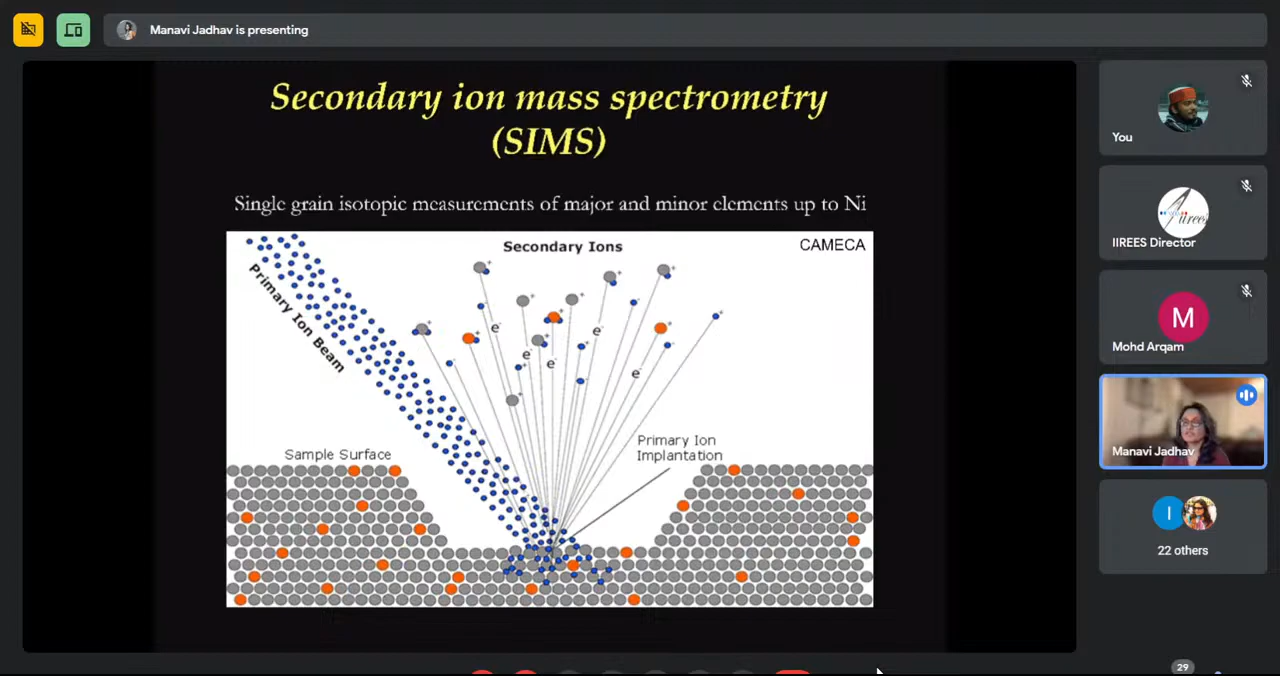 Manavi Jadhav is presenting
Secondary ion mass spectrometry
(SIMS)
Single grain isotopic measurements of major and minor elements up to Ni
Secondary Ions
CAMECA
Primary Ion Beam
e-
e-
e-
e-
e-
Sample Surface
Primary Ion
Implantation
You
IIREES Director
M
Mohd Arqam
Manavi Jadhav
I
22 others
29